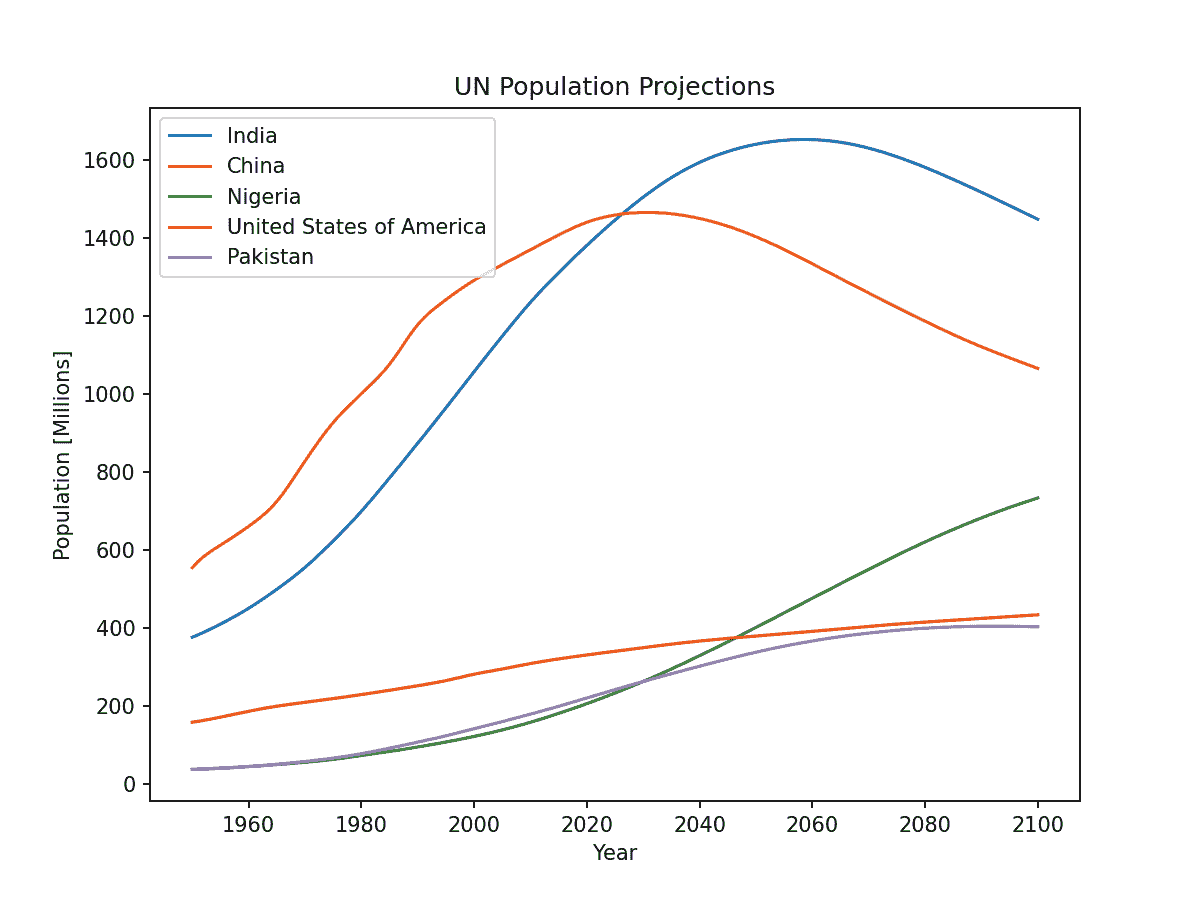 UN Population Projections
India
China
Nigeria
United States of America
Pakistan
1600
1400
1200
1000
800
600
400
200
0
Population [Millions]
1960 1980 2000 2020 2040 2060 2080 2100
Year